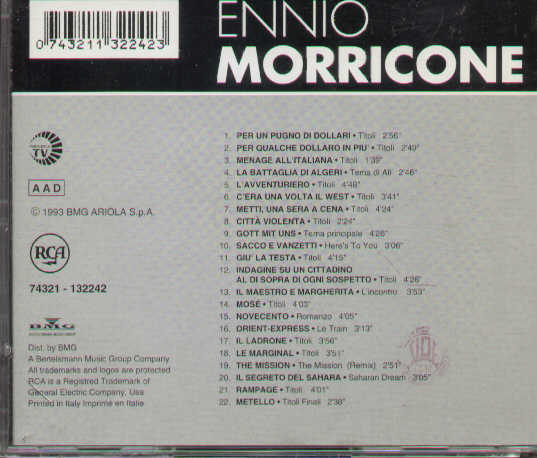 0 743211 322423
ENNIO
MORRICONE
TV
AAD
© 1993 BMG ARIOLA S.p.A.
RCA
74321 - 132242
BMG
Dist. by BMG
A Bertelsmann Music Group Company
All trademarks and logos are protected
RCA is a Registred Trademark of
General Electric Company, Usa
Printed in Italy Imprimé en Italie
1. PER UN PUGNO DI DOLLARI • Titoli 2'56"
2. PER QUALCHE DOLLARO IN PIU' • Titoli 2'49"
3. MENAGE ALL'ITALIANA • Titoli 1'39"
4. LA BATTAGLIA DI ALGERI • Tema di Alì 2'46"
5. L'AVVENTURIERO • Titoli 4'48"
6. C'ERA UNA VOLTA IL WEST • Titoli 3'41"
7. METTI, UNA SERA A CENA • Titoli 4'24"
8. CITTÀ VIOLENTA • Titoli 2'24"
9. GOTT MIT UNS • Tema principale 4'26"
10. SACCO E VANZETTI • Here's To You 3'06"
11. GIU' LA TESTA • Titoli 4'15"
12. INDAGINE SU UN CITTADINO
AL DI SOPRA DI OGNI SOSPETTO • Titoli 4'26"
13. IL MAESTRO E MARGHERITA • L'incontro 3'53"
14. MOSÉ • Titoli 4'03"
15. NOVECENTO • Romanzo 4'05"
16. ORIENT-EXPRESS • Le Train 3'13"
17. IL LADRONE • Titoli 3'56"
18. LE MARGINAL • Titoli 3'51"
19. THE MISSION • The Mission (Remix) 2'51"
20. IL SEGRETO DEL SAHARA • Saharan Dream 3'05"
21. RAMPAGE • Titoli 4'01"
22. METELLO • Titoli Finali 2'38"